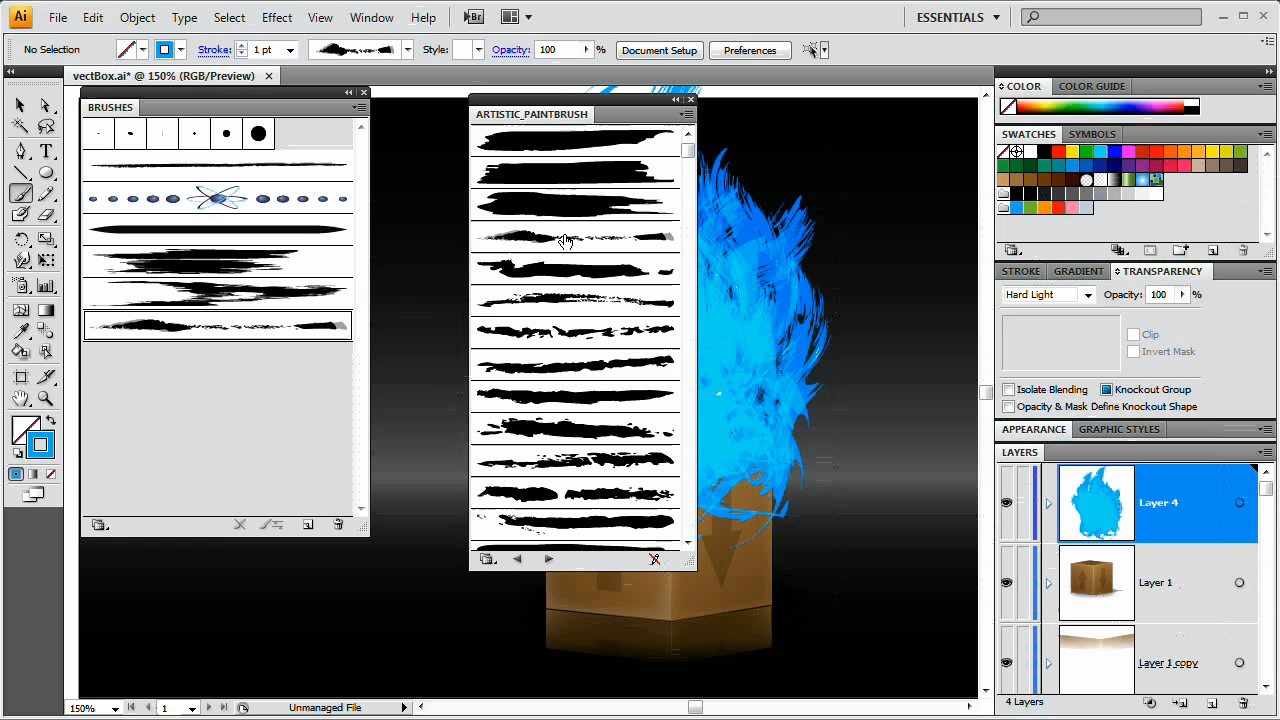 Ai File Edit Object Type Select Effect View Window Help Br ESSENTIALS
No Selection Stroke: 1 pt Style: Opacity: 100 % Document Setup Preferences
vectBox.ai* @ 150% (RGB/Preview)
BRUSHES
ARTISTIC_PAINTBRUSH
COLOR COLOR GUIDE
SWATCHES SYMBOLS
STROKE GRADIENT TRANSPARENCY
Hard Light Opacity: 100 %
Clip
Invert Mask
Isolate Blending Knockout Group
Opacity & Mask Define Knockout Shape
APPEARANCE GRAPHIC STYLES
LAYERS
Layer 4
Layer 1
Layer 1 copy
4 Layers
150% 1 Unmanaged File